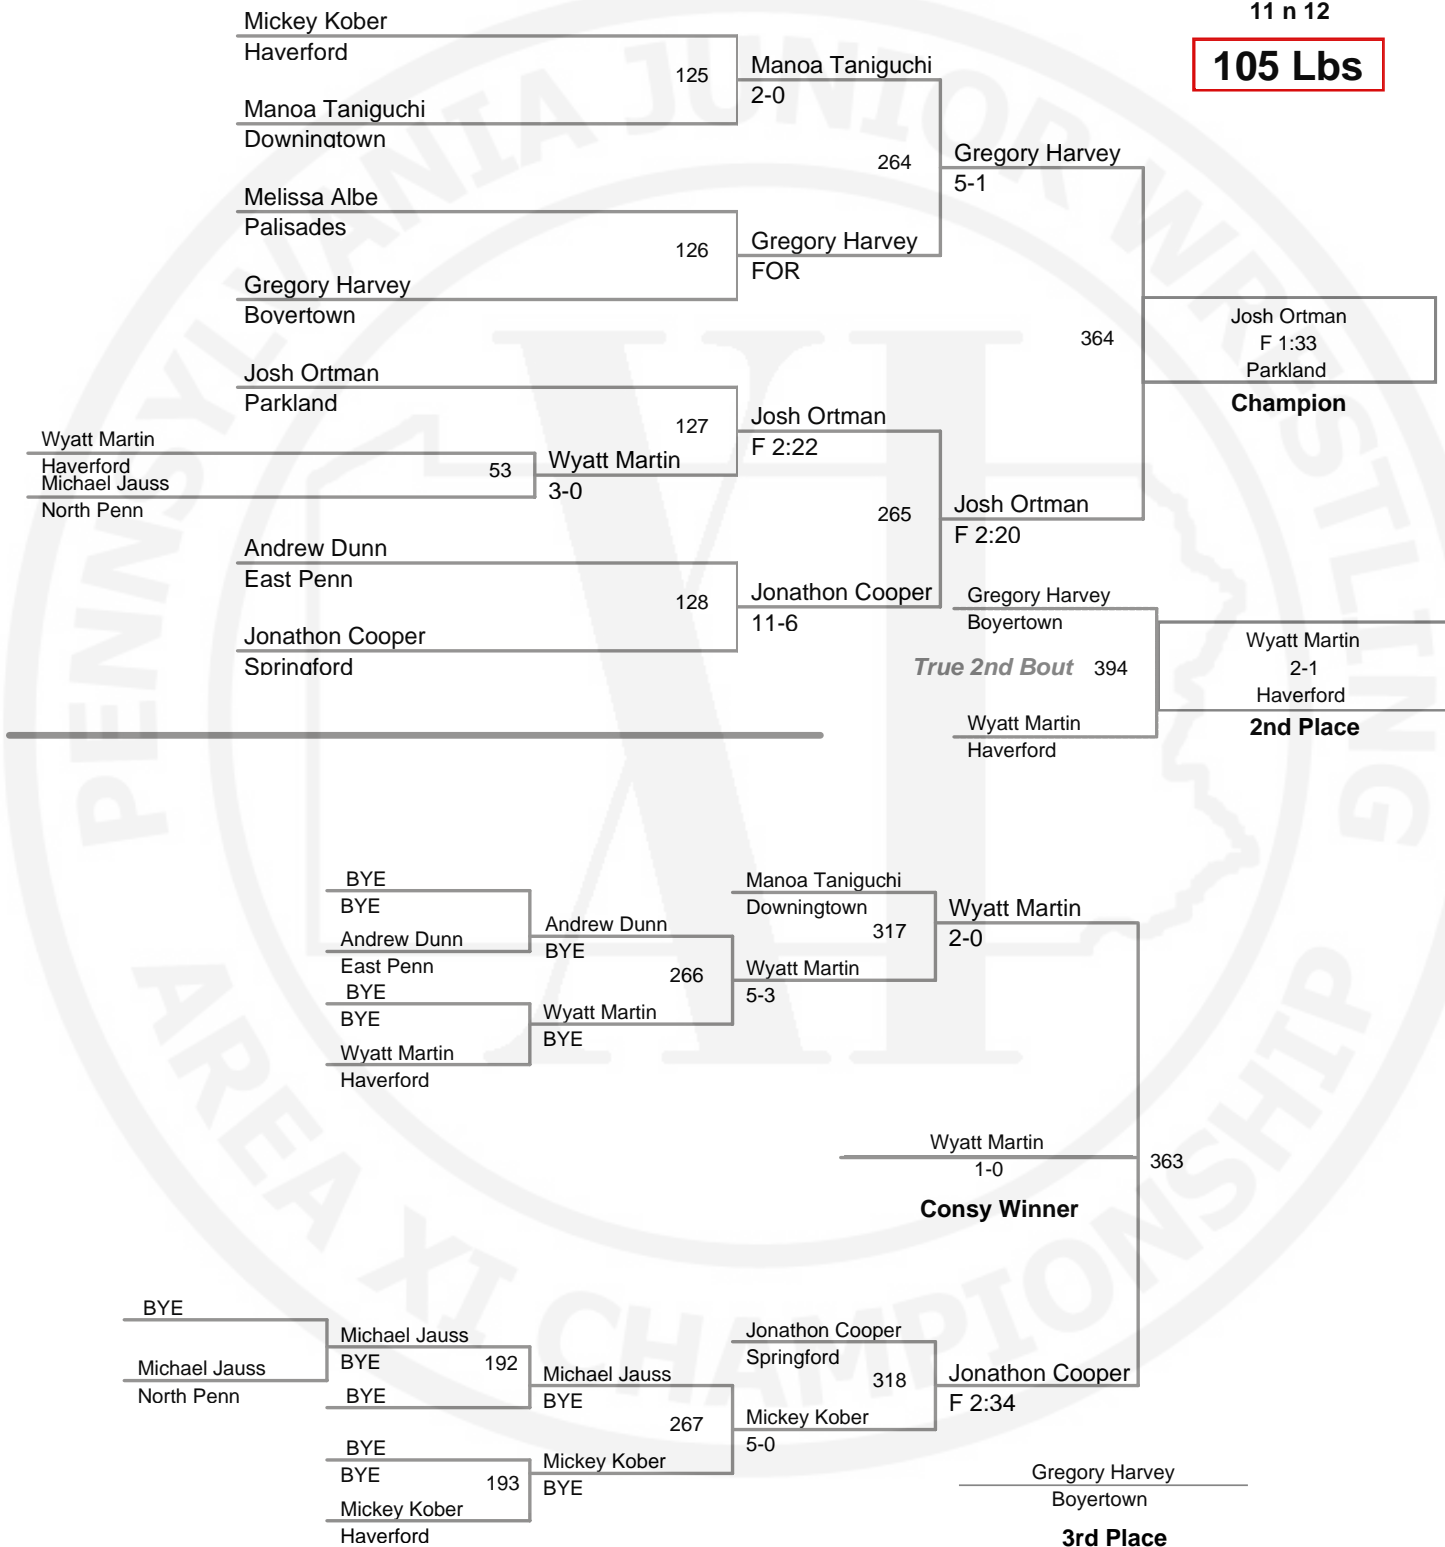 11 n 12
105 Lbs
Mickey Kober
Haverford
125
Manoa Taniguchi
2-0
Manoa Taniguchi
Downingtown
264
Gregory Harvey
5-1
Melissa Albe
Palisades
126
Gregory Harvey
FOR
Gregory Harvey
Boyertown
364
Josh Ortman
F 1:33
Parkland
Champion
Josh Ortman
Parkland
127
Josh Ortman
F 2:22
Wyatt Martin
Haverford
53
Wyatt Martin
3-0
Michael Jauss
North Penn
265
Josh Ortman
F 2:20
Andrew Dunn
East Penn
128
Jonathon Cooper
11-6
Jonathon Cooper
Springford
Gregory Harvey
Boyertown
True 2nd Bout 394
Wyatt Martin
2-1
Haverford
2nd Place
Wyatt Martin
Haverford
BYE
BYE
Andrew Dunn
East Penn
Andrew Dunn
BYE
BYE
BYE
Wyatt Martin
Haverford
Wyatt Martin
BYE
266
Manoa Taniguchi
Downingtown
317
Wyatt Martin
5-3
Wyatt Martin
2-0
Wyatt Martin
1-0
363
Consy Winner
BYE
Michael Jauss
North Penn
Michael Jauss
BYE
192
BYE
Michael Jauss
BYE
BYE
BYE
193
Mickey Kober
Haverford
Mickey Kober
BYE
267
Jonathon Cooper
Springford
318
Mickey Kober
5-0
Jonathon Cooper
F 2:34
Gregory Harvey
Boyertown
3rd Place
PENNSYLVANIA JUNIOR WRESTLING
XI
AREA XI CHAMPIONSHIP